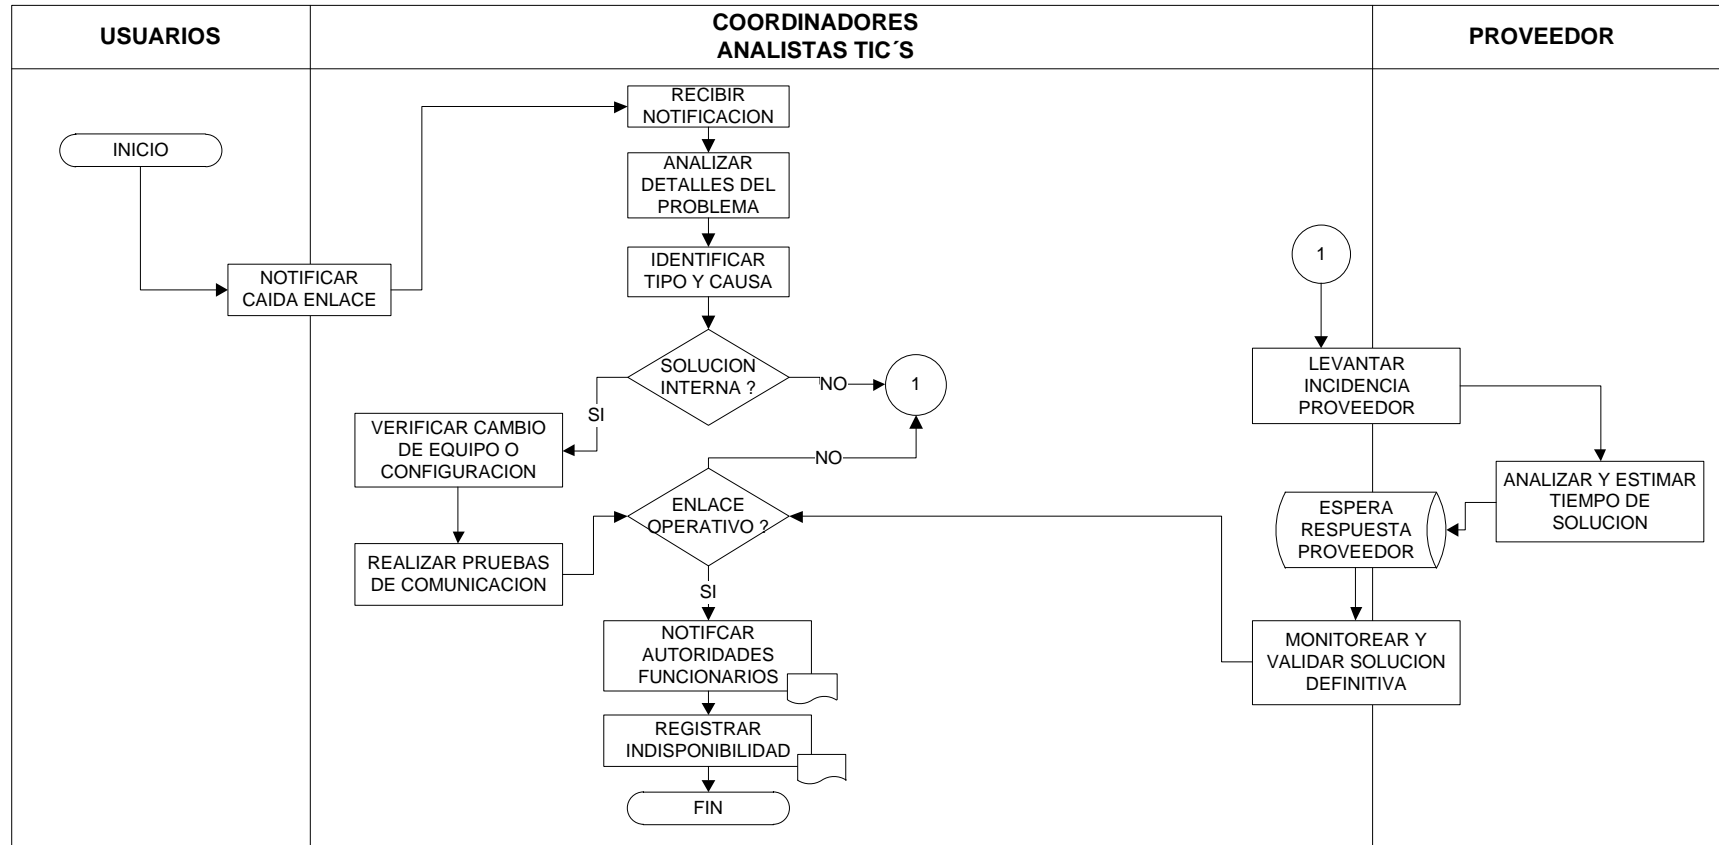 USUARIOS
COORDINADORES
ANALISTAS TIC´S
PROVEEDOR
INICIO
NOTIFICAR
CAIDA ENLACE
RECIBIR
NOTIFICACION
ANALIZAR
DETALLES DEL
PROBLEMA
IDENTIFICAR
TIPO Y CAUSA
SOLUCION
INTERNA ?
NO
1
SI
VERIFICAR CAMBIO
DE EQUIPO O
CONFIGURACION
REALIZAR PRUEBAS
DE COMUNICACION
ENLACE
OPERATIVO ?
NO
SI
NOTIFCAR
AUTORIDADES
FUNCIONARIOS
REGISTRAR
INDISPONIBILIDAD
FIN
1
LEVANTAR
INCIDENCIA
PROVEEDOR
ANALIZAR Y ESTIMAR
TIEMPO DE
SOLUCION
ESPERA
RESPUESTA
PROVEEDOR
MONITOREAR Y
VALIDAR SOLUCION
DEFINITIVA